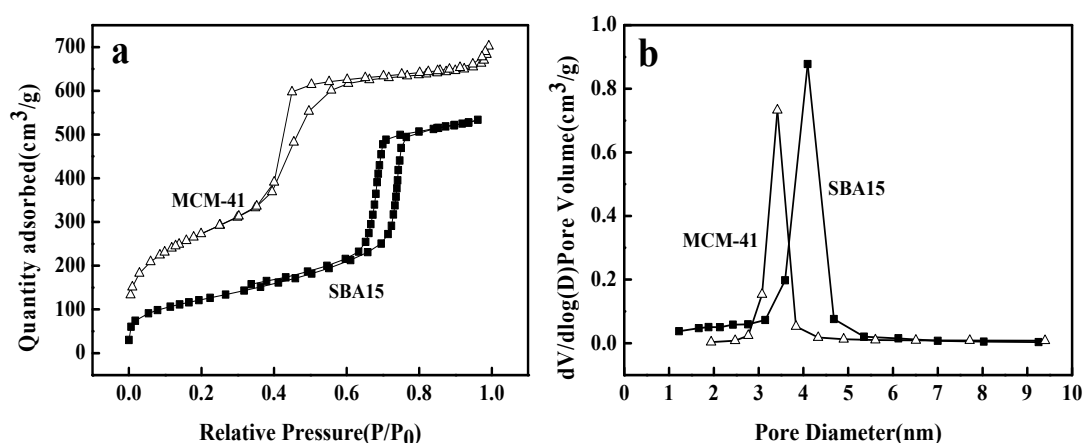 a
Quantity adsorbed(cm³/g)
700
600
500
400
300
200
100
0
MCM-41
SBA15
0.0 0.2 0.4 0.6 0.8 1.0
Relative Pressure(P/P₀)
b
dV/dlog(D)Pore Volume(cm³/g)
1.0
0.8
0.6
0.4
0.2
0.0
SBA15
MCM-41
0 1 2 3 4 5 6 7 8 9 10
Pore Diameter(nm)